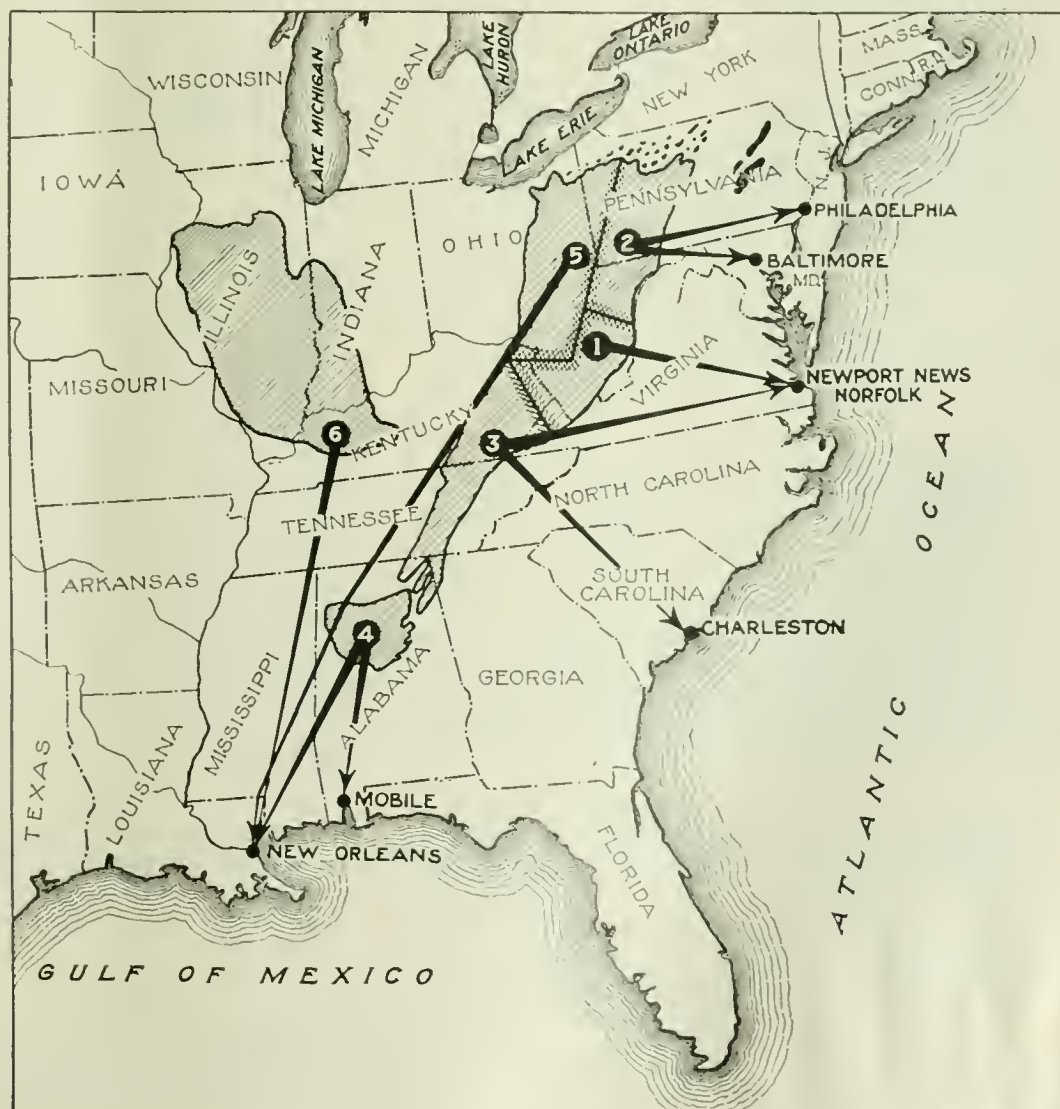 LAKE HURON
LAKE ONTARIO
MASS.
WISCONSIN
LAKE MICHIGAN
MICHIGAN
NEW YORK
CONN.
R.I.
LAKE ERIE
IOWA
PENNSYLVANIA
N.J.
OHIO
PHILADELPHIA
2
5
BALTIMORE
MD.
ILLINOIS
INDIANA
1
VIRGINIA
MISSOURI
NEWPORT NEWS
NORFOLK
6
KENTUCKY
3
NORTH CAROLINA
TENNESSEE
ARKANSAS
SOUTH
CAROLINA
4
CHARLESTON
MISSISSIPPI
ALABAMA
GEORGIA
TEXAS
LOUISIANA
MOBILE
NEW ORLEANS
FLORIDA
ATLANTIC OCEAN
GULF OF MEXICO